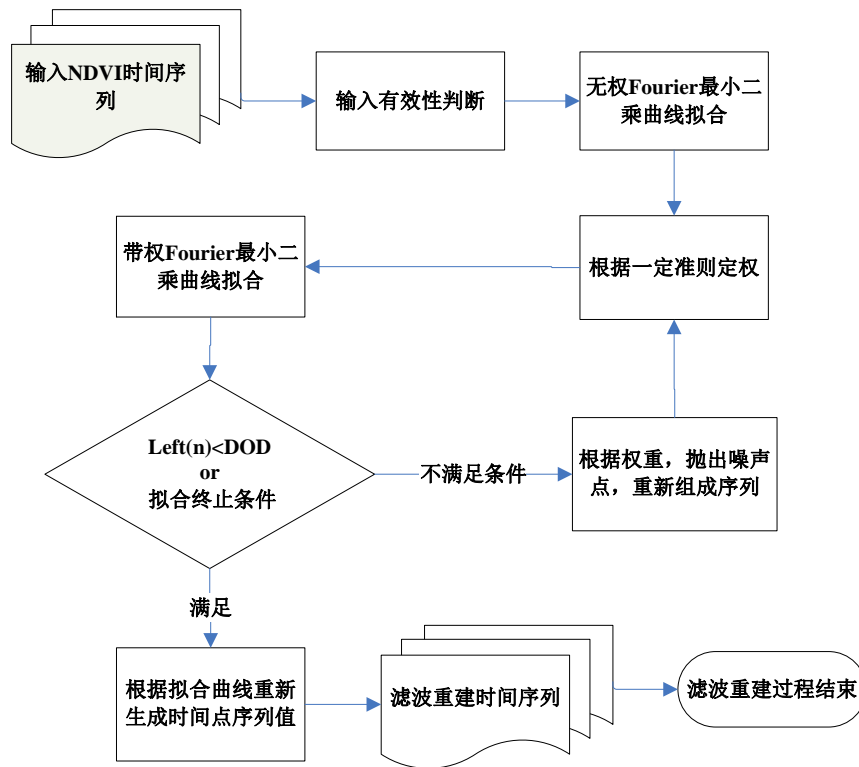 输入NDVI时间序
列
输入有效性判断
无权Fourier最小二
乘曲线拟合
带权Fourier最小二
乘曲线拟合
根据一定准则定权
Left(n)<DOD
or
拟合终止条件
不满足条件
根据权重，抛出噪声
点，重新组成序列
满足
根据拟合曲线重新
生成时间点序列值
滤波重建时间序列
滤波重建过程结束